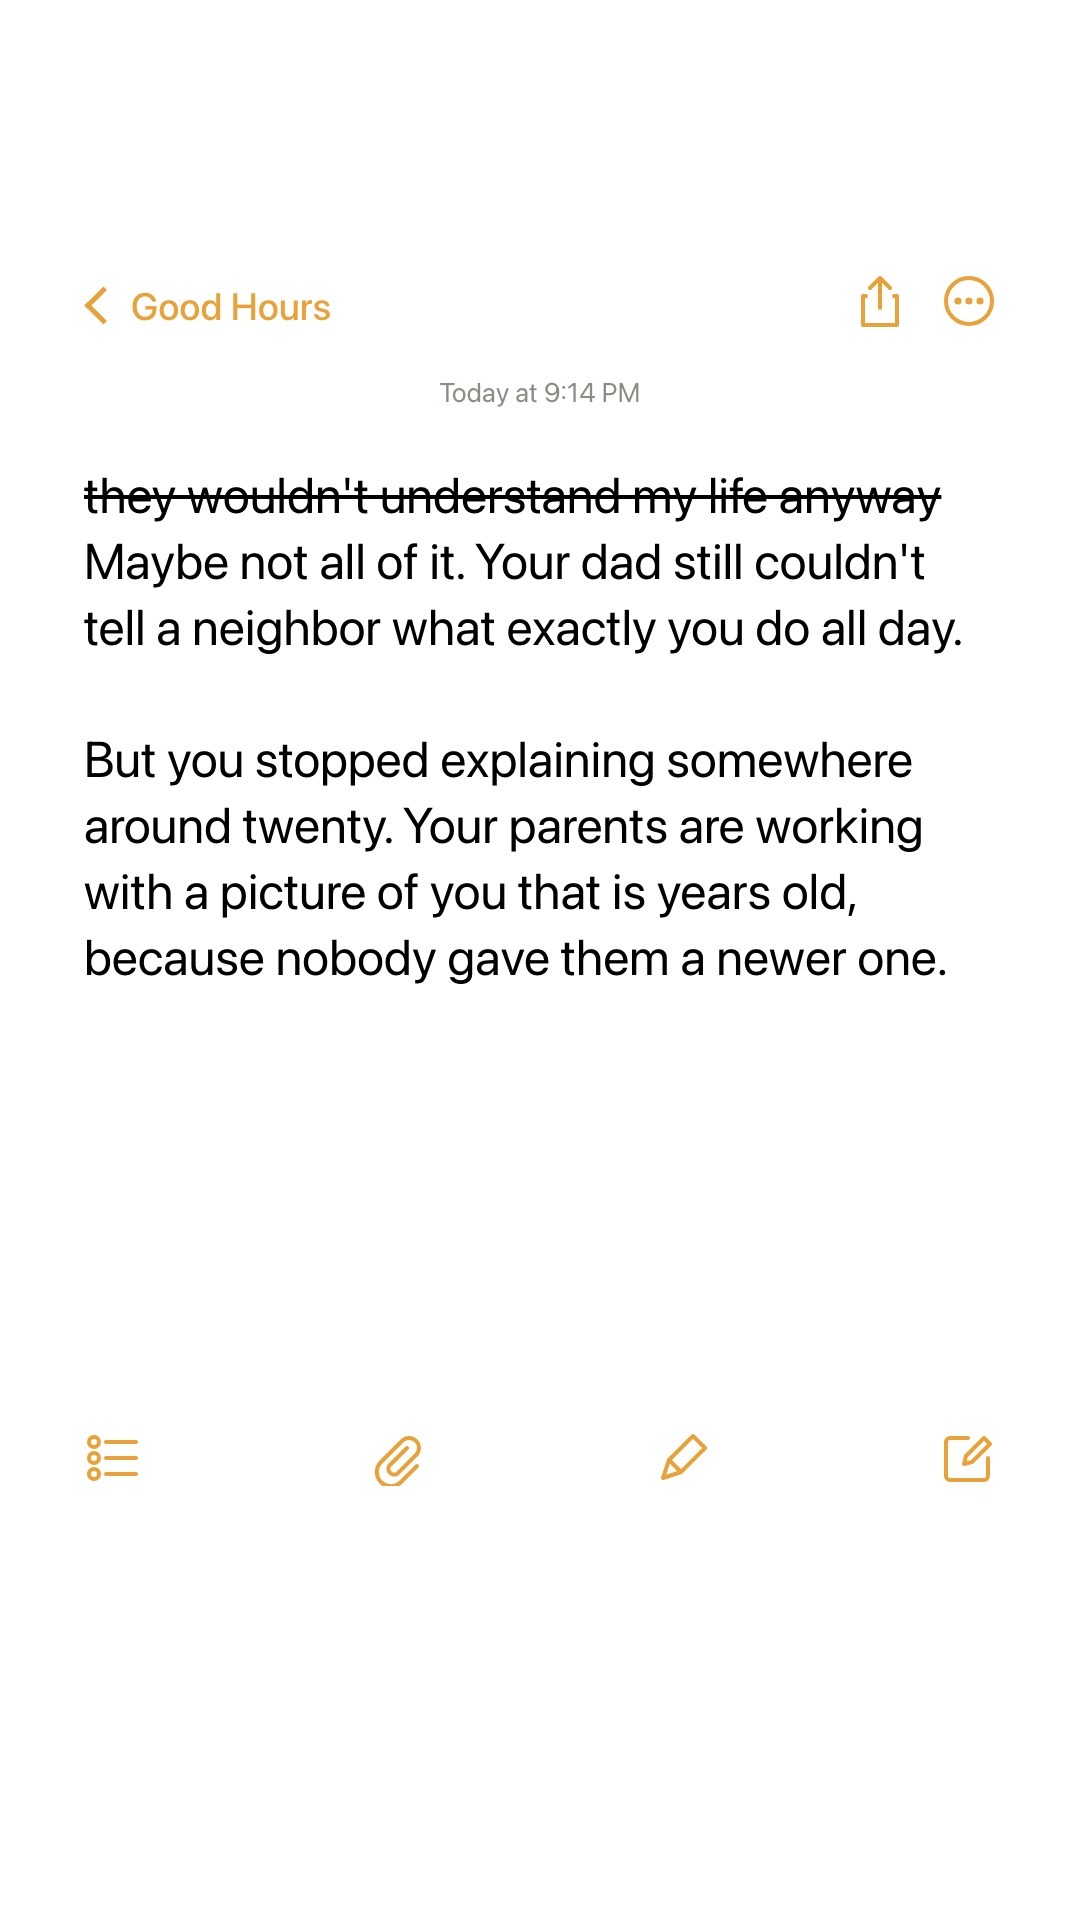 Good Hours
Today at 9:14 PM
they wouldn't understand my life anyway
Maybe not all of it. Your dad still couldn't
tell a neighbor what exactly you do all day.
But you stopped explaining somewhere
around twenty. Your parents are working
with a picture of you that is years old,
because nobody gave them a newer one.